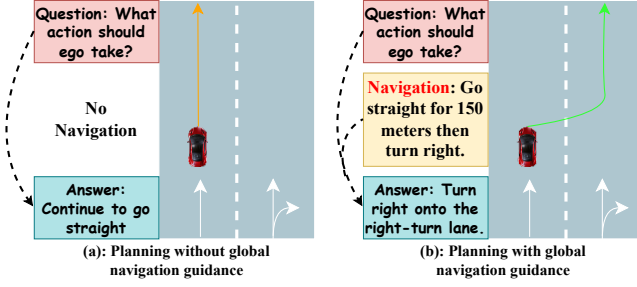 Question: What
action should
ego take?
No
Navigation
Answer:
Continue to go
straight
(a): Planning without global
navigation guidance
Question: What
action should
ego take?
Navigation: Go
straight for 150
meters then
turn right.
Answer: Turn
right onto the
right-turn lane.
(b): Planning with global
navigation guidance